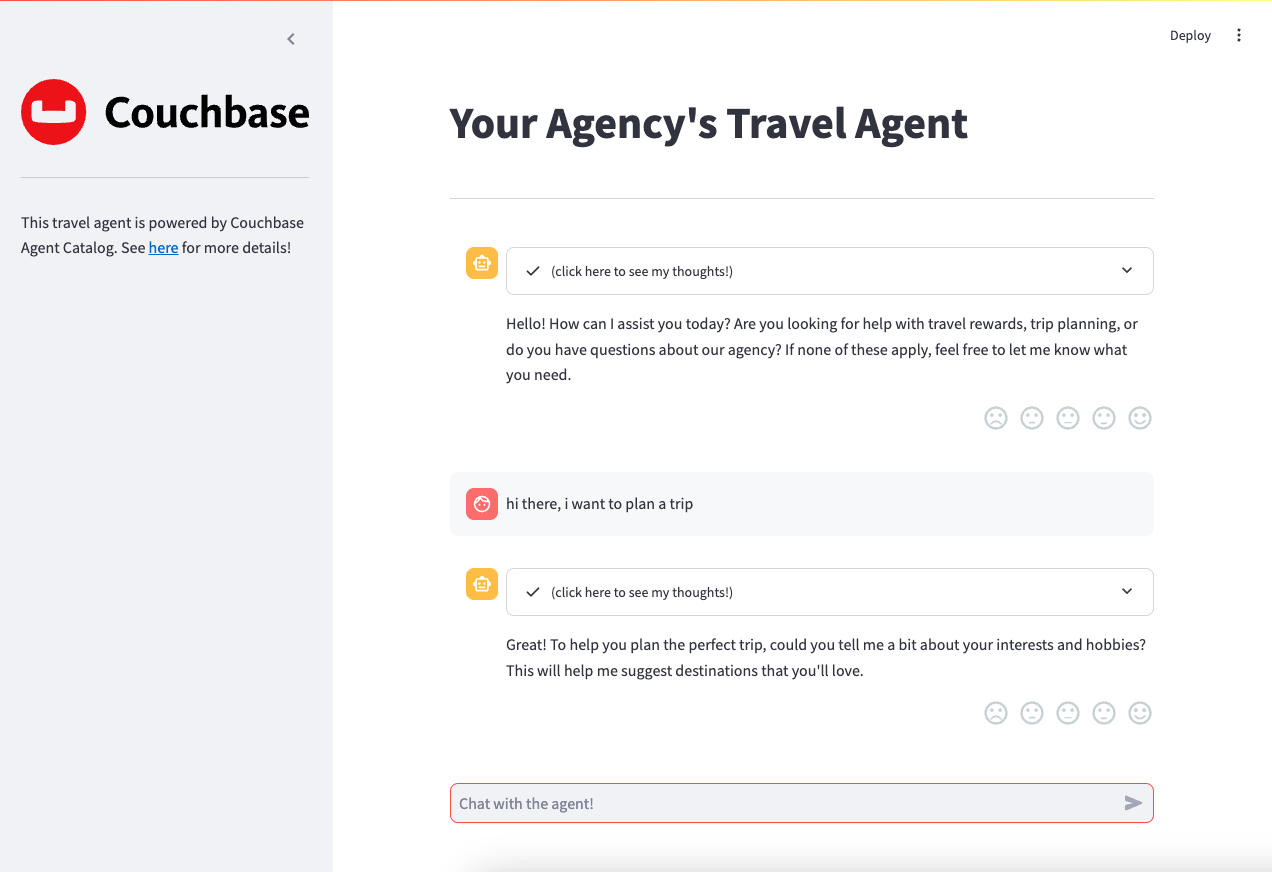 Couchbase
This travel agent is powered by Couchbase
Agent Catalog. See here for more details!
Deploy
Your Agency's Travel Agent
(click here to see my thoughts!)
Hello! How can I assist you today? Are you looking for help with travel rewards, trip planning, or
do you have questions about our agency? If none of these apply, feel free to let me know what
you need.
hi there, i want to plan a trip
(click here to see my thoughts!)
Great! To help you plan the perfect trip, could you tell me a bit about your interests and hobbies?
This will help me suggest destinations that you'll love.
Chat with the agent!